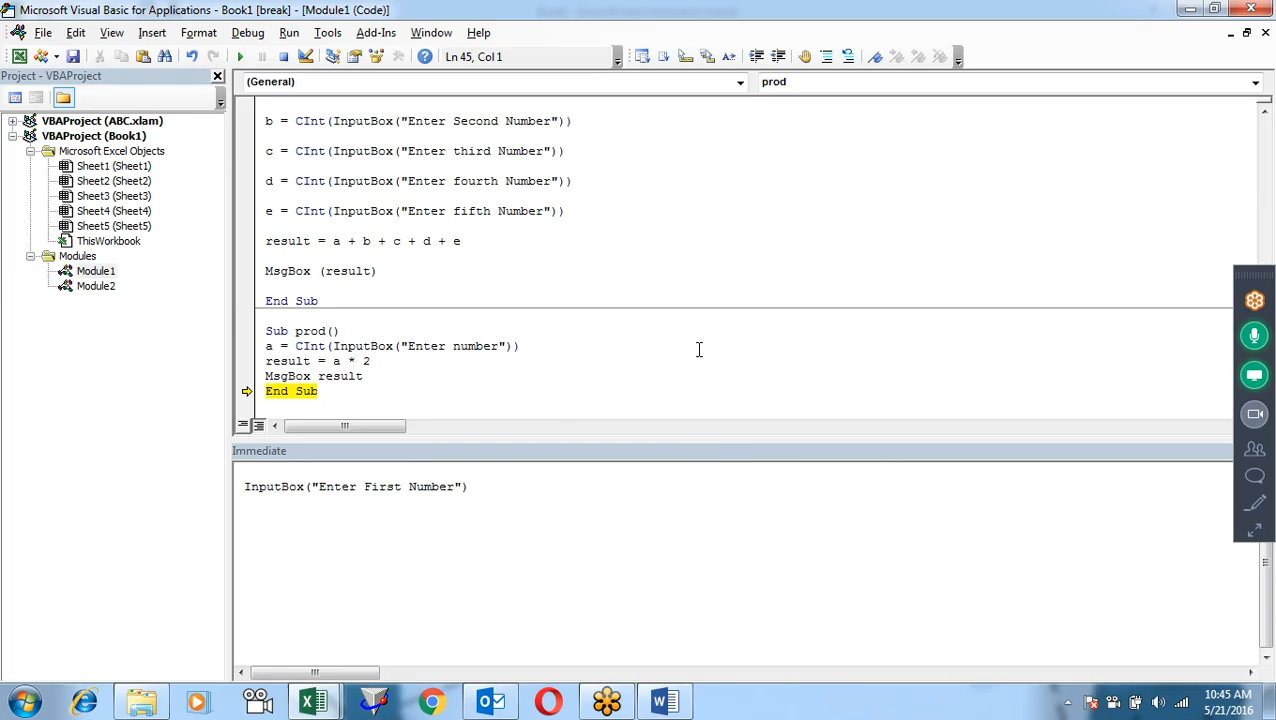 Microsoft Visual Basic for Applications - Book1 [break] - [Module1 (Code)]
File Edit View Insert Format Debug Run Tools Add-Ins Window Help
Ln 45, Col 1
Project - VBAProject
(General)
prod
VBAProject (ABC.xlam)
VBAProject (Book1)
Microsoft Excel Objects
Sheet1 (Sheet1)
Sheet2 (Sheet2)
Sheet3 (Sheet3)
Sheet4 (Sheet4)
Sheet5 (Sheet5)
ThisWorkbook
Modules
Module1
Module2
b = CInt(InputBox("Enter Second Number"))
c = CInt(InputBox("Enter third Number"))
d = CInt(InputBox("Enter fourth Number"))
e = CInt(InputBox("Enter fifth Number"))
result = a + b + c + d + e
MsgBox (result)
End Sub
Sub prod()
a = CInt(InputBox("Enter number"))
result = a * 2
MsgBox result
End Sub
Immediate
InputBox("Enter First Number")
10:45 AM
5/21/2016